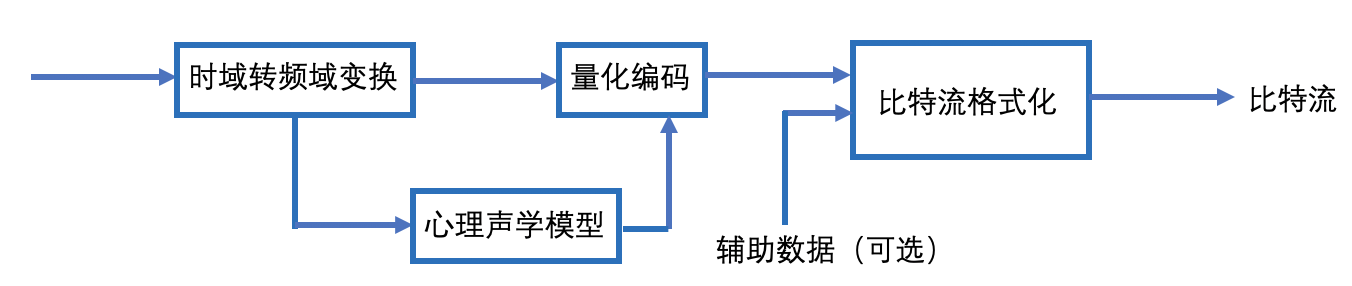 时域转频域变换
量化编码
比特流格式化
比特流
心理声学模型
辅助数据（可选）